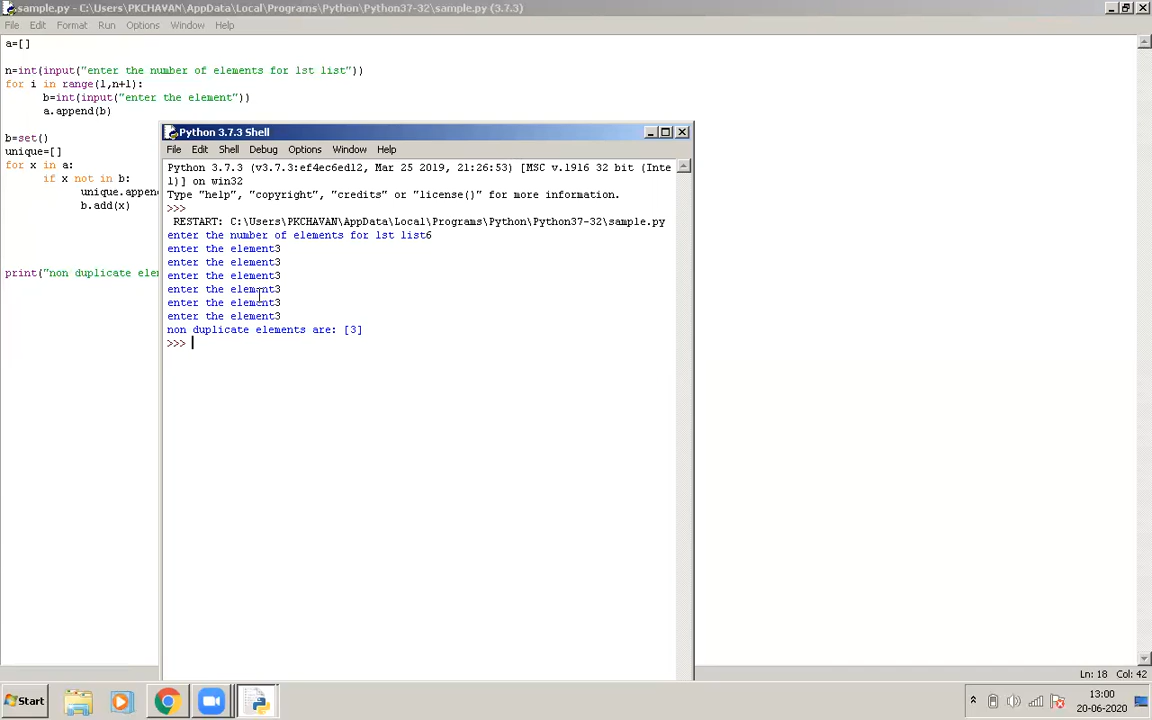 sample.py - C:\Users\PKCHAVAN\AppData\Local\Programs\Python\Python37-32\sample.py (3.7.3)
File Edit Format Run Options Window Help
a=[]
n=int(input("enter the number of elements for 1st list"))
for i in range(1,n+1):
b=int(input("enter the element"))
a.append(b)
b=set()
unique=[]
for x in a:
if x not in b:
unique.appen
b.add(x)
print("non duplicate elem
Python 3.7.3 Shell
File Edit Shell Debug Options Window Help
Python 3.7.3 (v3.7.3:ef4ec6ed12, Mar 25 2019, 21:26:53) [MSC v.1916 32 bit (Inte
l)] on win32
Type "help", "copyright", "credits" or "license()" for more information.
>>>
RESTART: C:\Users\PKCHAVAN\AppData\Local\Programs\Python\Python37-32\sample.py
enter the number of elements for 1st list6
enter the element3
enter the element3
enter the element3
enter the element3
enter the element3
enter the element3
non duplicate elements are: [3]
>>>
Ln: 18 Col: 42
Start
13:00
20-06-2020